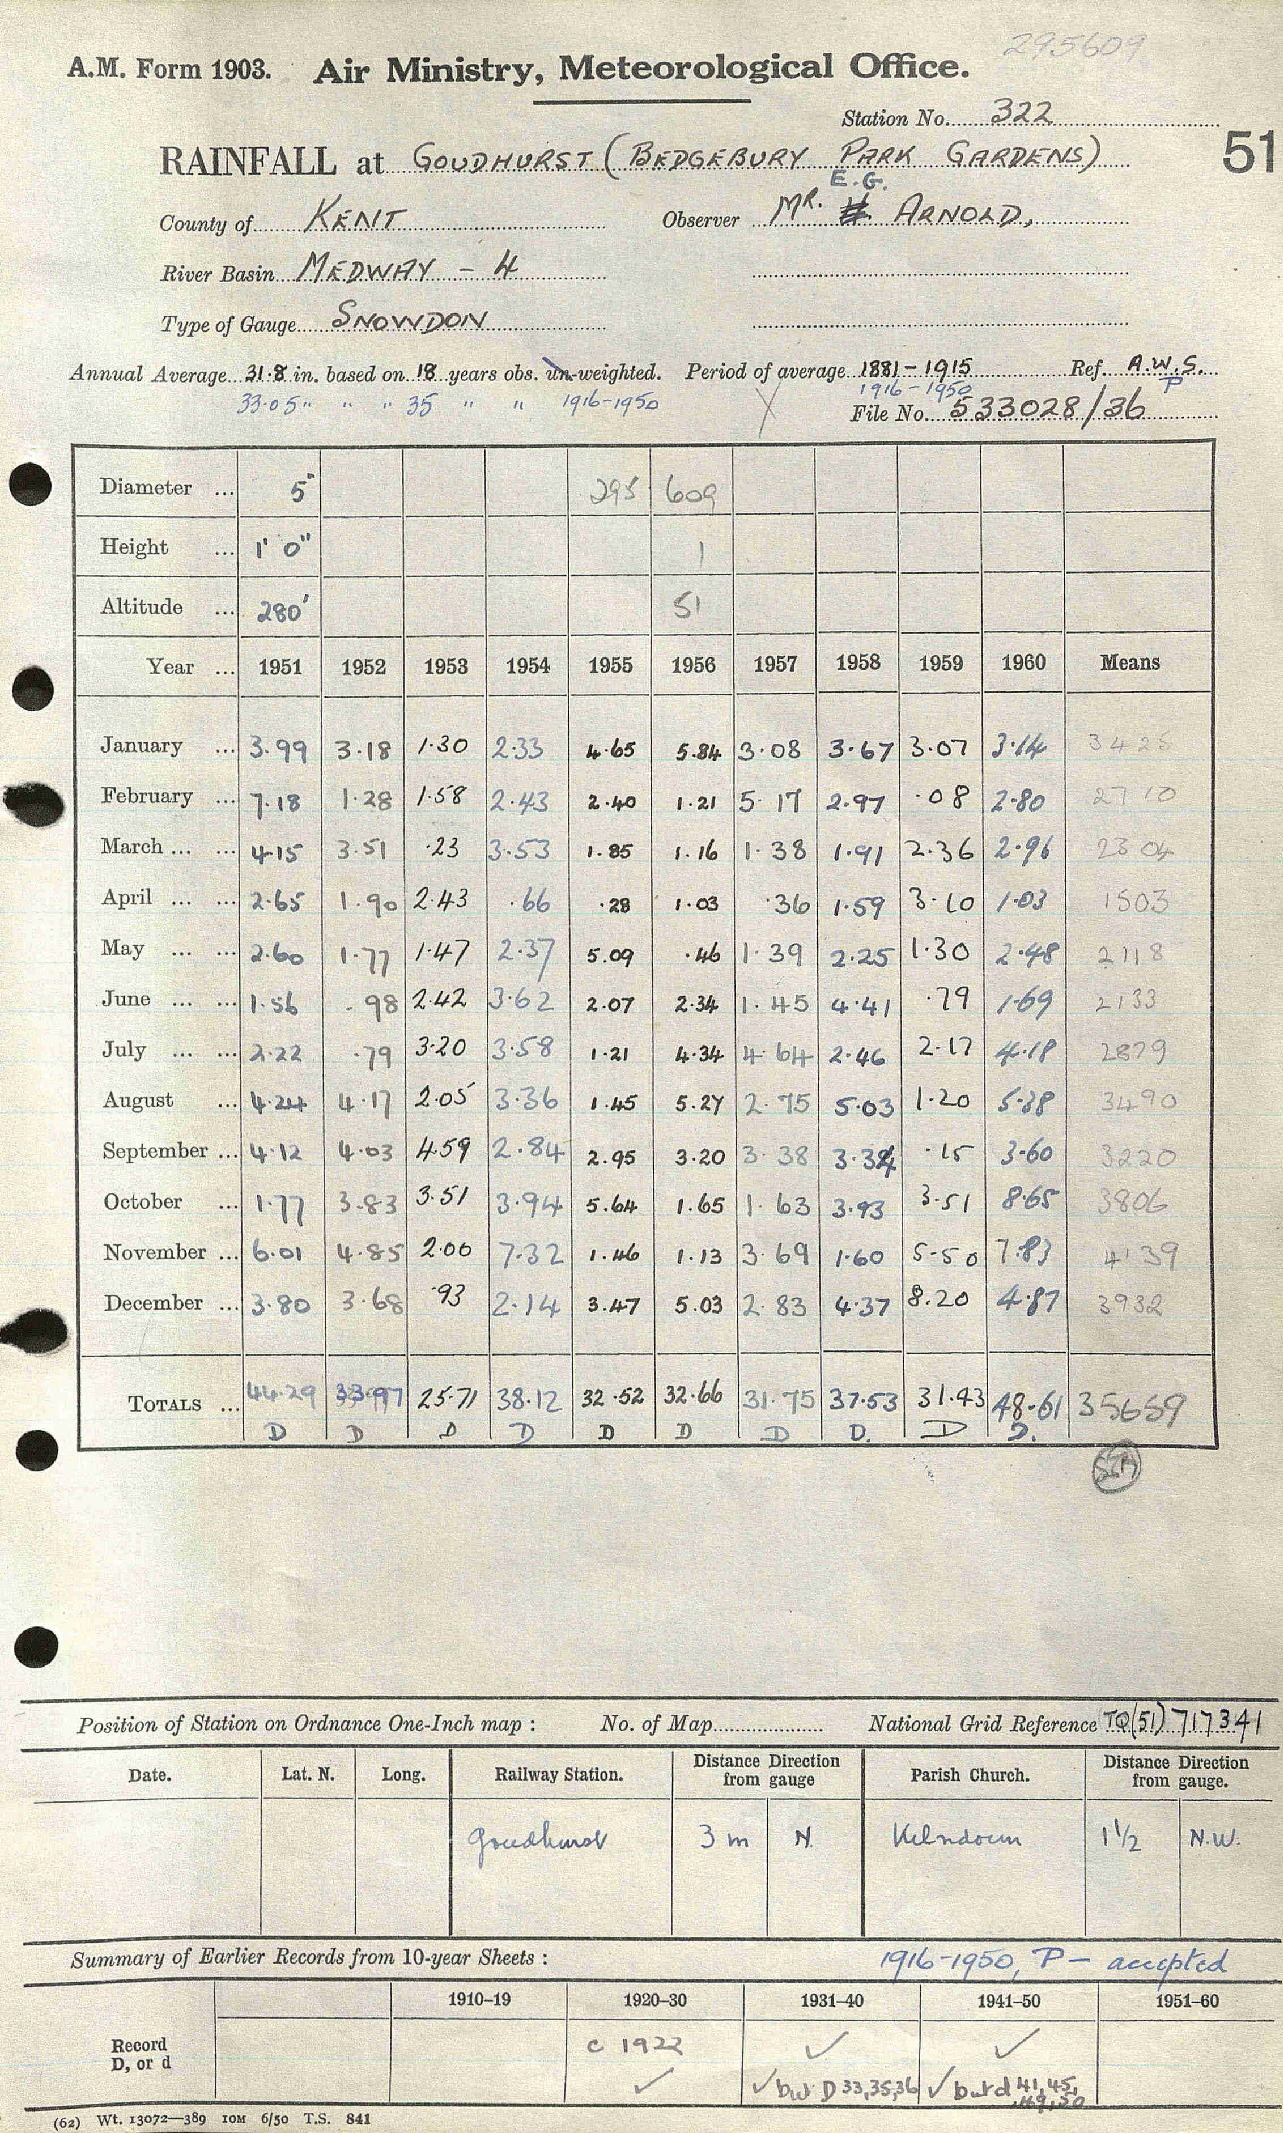 295609
A.M. Form 1903. Air Ministry, Meteorological Office.
Station No. 322
51
RAINFALL at GOUDHURST (BEDGEBURY PARK GARDENS)
E.G.
County of KENT Observer MR. H. ARNOLD,
River Basin MEDWAY - 4
Type of Gauge SNOWDON
Annual Average 31.8 in. based on 18 years obs. un-weighted. Period of average 1881-1915 Ref. A.W.S.
33.05 " " " 35 " " 1916-1950 1916-1950 P
File No. 533028/36
Diameter ... 5" 295 609
Height ... 1' 0" 1
Altitude ... 280' 51
Year ... 1951 1952 1953 1954 1955 1956 1957 1958 1959 1960 Means
January ... 3.99 3.18 1.30 2.33 4.65 5.84 3.08 3.67 3.07 3.14 3425
February ... 7.18 1.28 1.58 2.43 2.40 1.21 5.17 2.97 .08 2.80 2710
March ... ... 4.15 3.51 .23 3.53 1.85 1.16 1.38 1.91 2.36 2.96 2304
April ... ... 2.65 1.90 2.43 .66 .28 1.03 .36 1.59 3.10 1.03 1503
May ... ... 2.60 1.77 1.47 2.37 5.09 .46 1.39 2.25 1.30 2.48 2118
June ... ... 1.56 .98 2.42 3.62 2.07 2.34 1.45 4.41 .79 1.69 2133
July ... ... 2.22 .79 3.20 3.58 1.21 4.34 4.64 2.46 2.17 4.18 2879
August ... 4.24 4.17 2.05 3.36 1.45 5.27 2.75 5.03 1.20 5.38 3490
September ... 4.12 4.03 4.59 2.84 2.95 3.20 3.38 3.34 .15 3.60 3220
October ... 1.77 3.83 3.51 3.94 5.64 1.65 1.63 3.93 3.51 8.65 3806
November ... 6.01 4.85 2.00 7.32 1.46 1.13 3.69 1.60 5.50 7.83 4139
December ... 3.80 3.68 .93 2.14 3.47 5.03 2.83 4.37 8.20 4.87 3932
TOTALS ... 44.29 33.97 25.71 38.12 32.52 32.66 31.75 37.53 31.43 48.61 35659
D D D D D D D D. D D.
Position of Station on Ordnance One-Inch map : No. of Map National Grid Reference TQ(51) 717341
Date. Lat. N. Long. Railway Station. Distance Direction from gauge Parish Church. Distance Direction from gauge.
Goudhurst 3 m N. Kilndown 1 1/2 N.W.
Summary of Earlier Records from 10-year Sheets : 1916-1950, P - accepted
1910–19 1920–30 1931–40 1941–50 1951–60
Record D, or d c 1922 ✓ ✓
✓ ✓ but D 33,35,36 ✓ but d 41,45,
49,50
(62) Wt. 13072—389 10M 6/50 T.S. 841